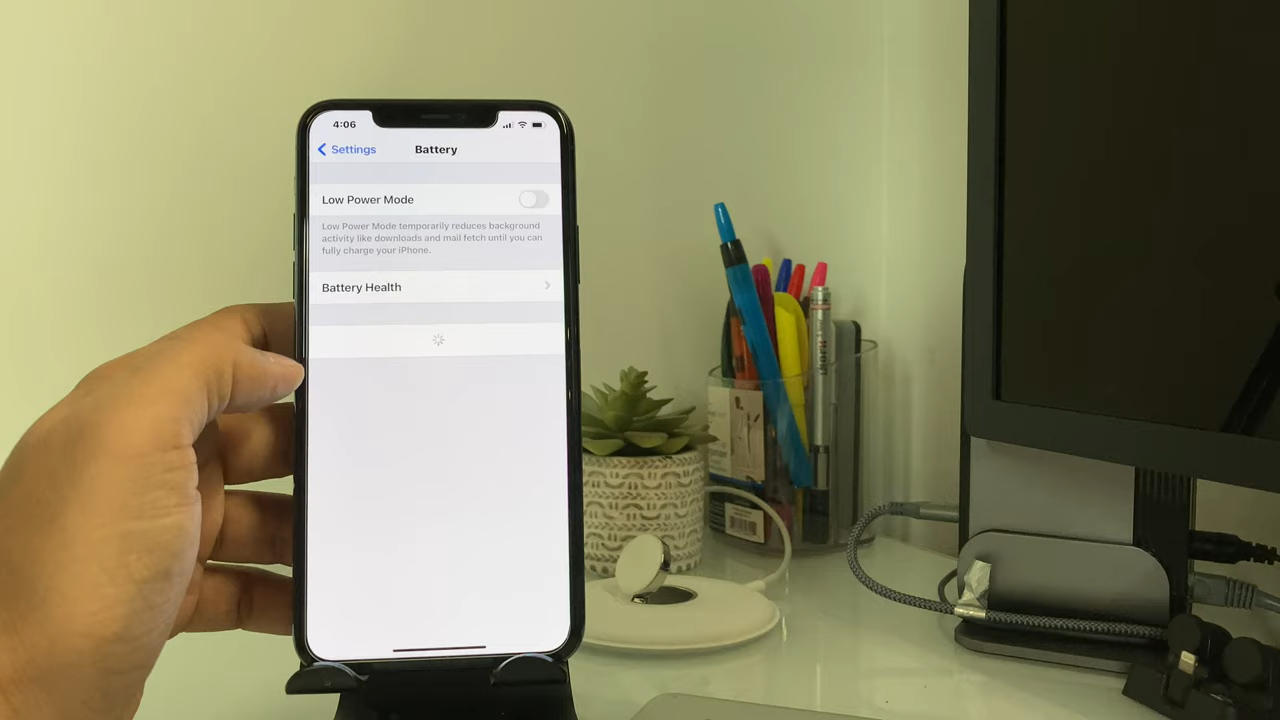 4:06
Settings
Battery
Low Power Mode
Low Power Mode temporarily reduces background
activity like downloads and mail fetch until you can
fully charge your iPhone.
Battery Health